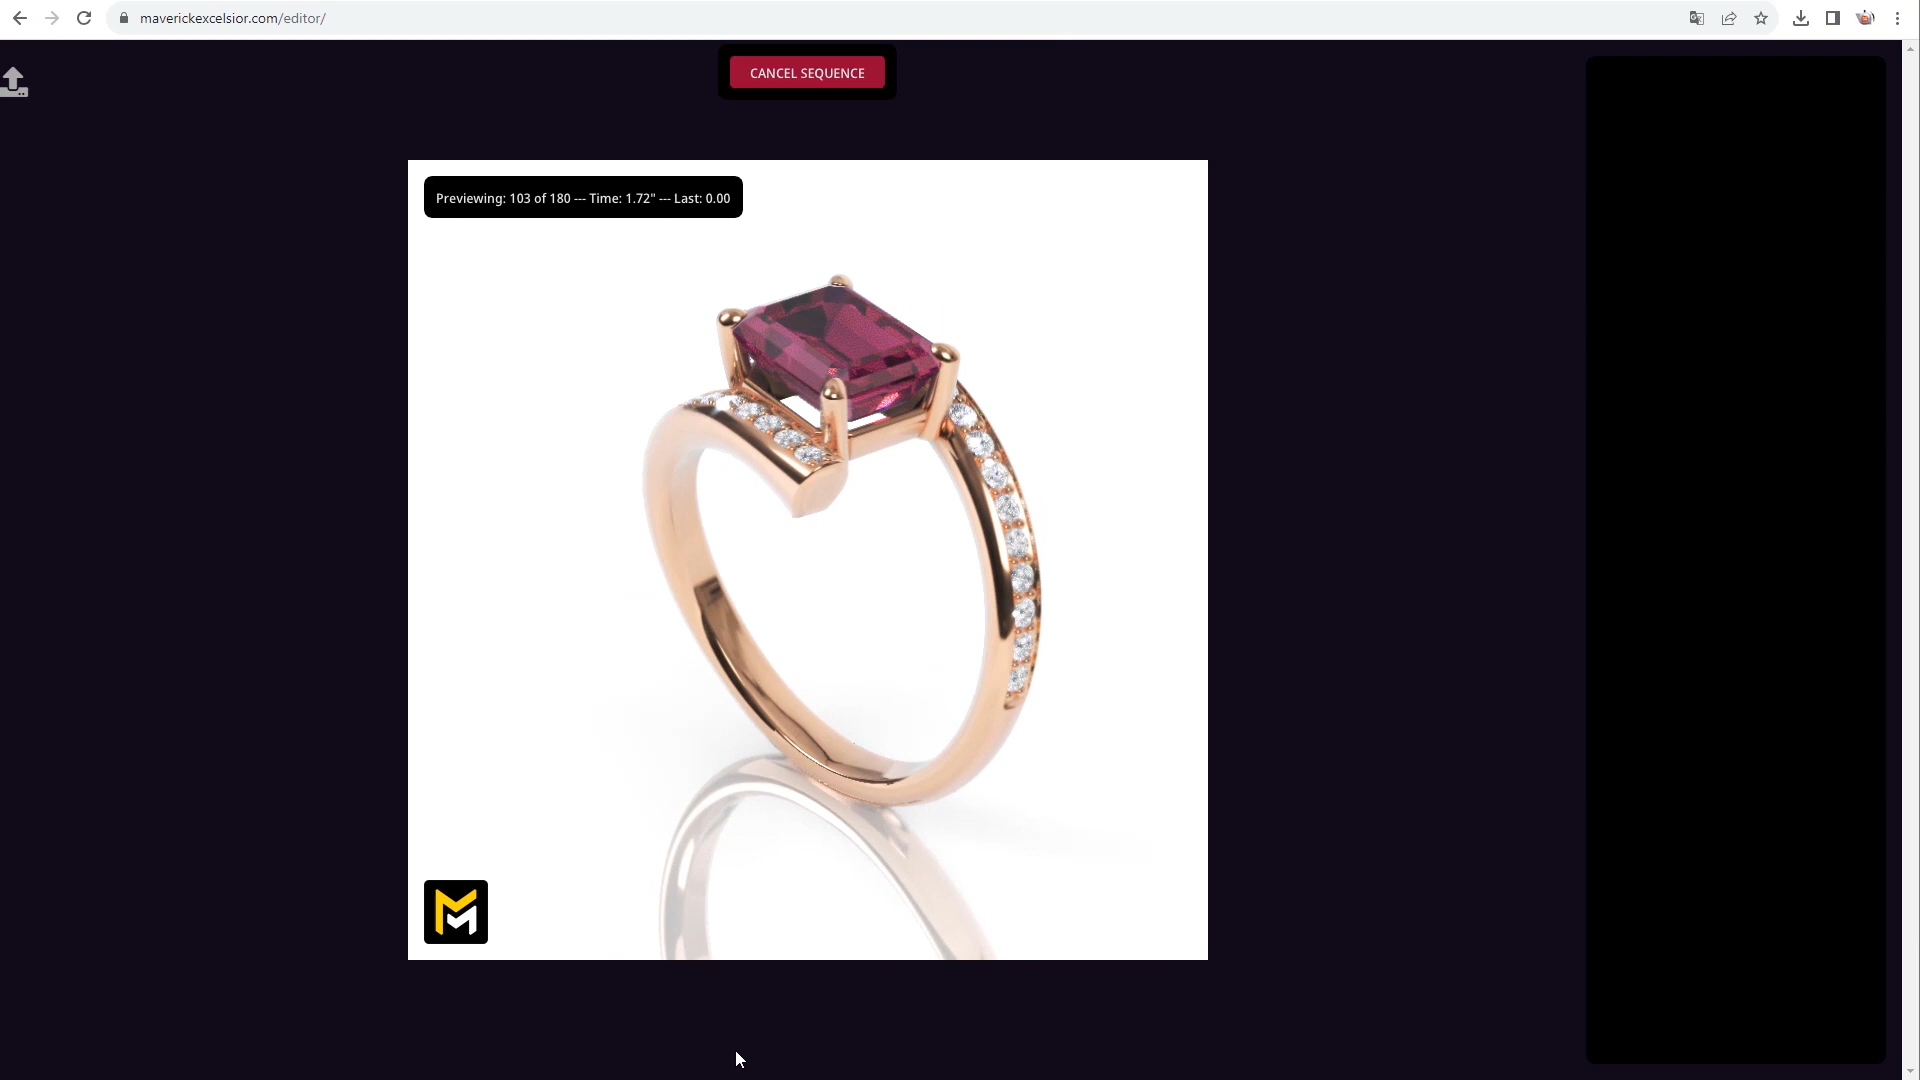 maverickexcelsior.com/editor/
CANCEL SEQUENCE
Previewing: 103 of 180 --- Time: 1.72" --- Last: 0.00